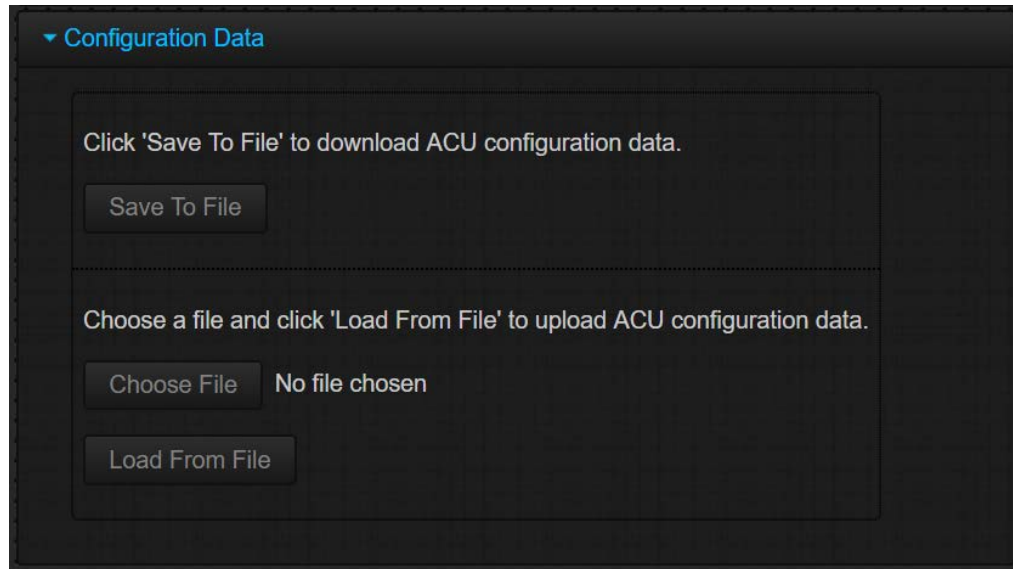 Configuration Data
Click 'Save To File' to download ACU configuration data.
Save To File
Choose a file and click 'Load From File' to upload ACU configuration data.
Choose File No file chosen
Load From File